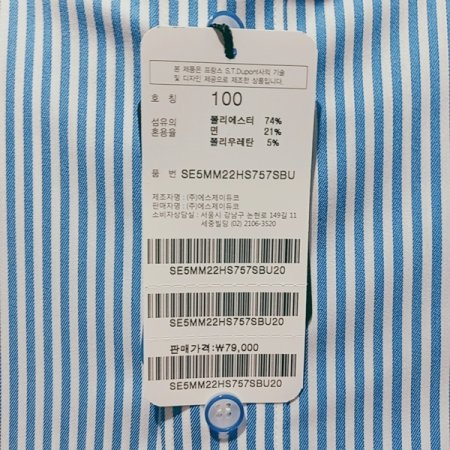 본 제품은 프랑스 S.T.Dupont사의 기술
및 디자인 제공으로 제조한 상품입니다.
호 칭 100
섬유의 폴리에스터 74%
혼용율 면 21%
폴리우레탄 5%
품 번 SE5MM22HS757SBU
제조자명 : (주)에스제이듀코
판매자명 : (주)에스제이듀코
소비자상담실 : 서울시 강남구 논현로 149길 11
세중빌딩 (02) 2106-3520
SE5MM22HS757SBU20
SE5MM22HS757SBU20
판매가격:₩79,000
SE5MM22HS757SBU20